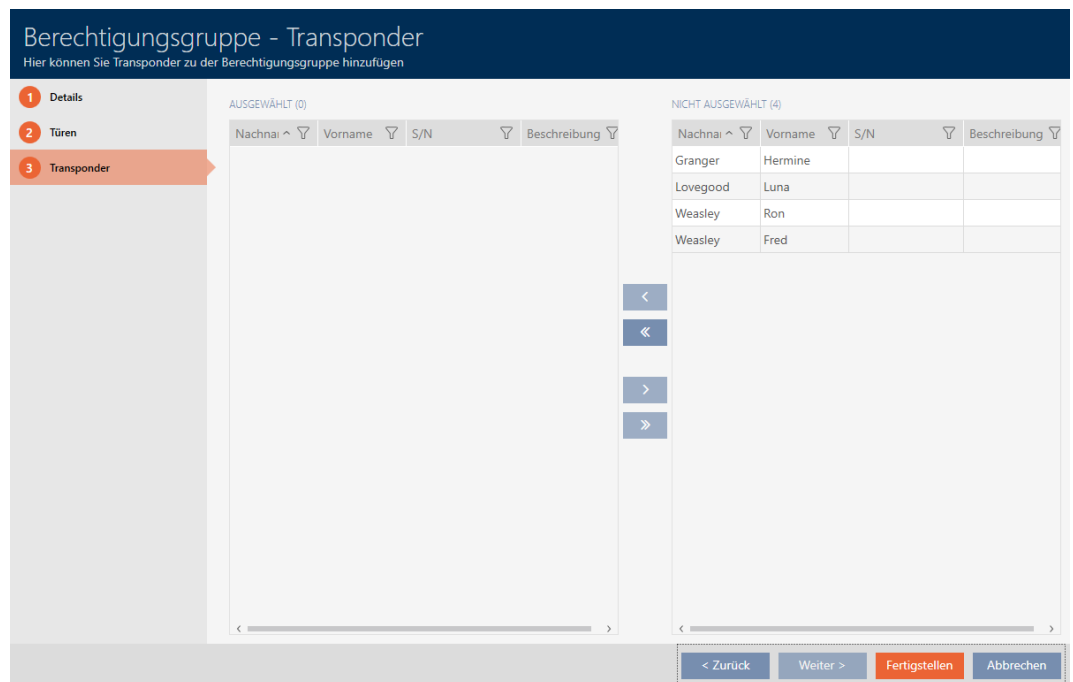 Berechtigungsgruppe - Transponder
Hier können Sie Transponder zu der Berechtigungsgruppe hinzufügen
1 Details
2 Türen
3 Transponder
AUSGEWÄHLT (0)
Nachnai Vorname S/N Beschreibung
NICHT AUSGEWÄHLT (4)
Nachnai Vorname S/N Beschreibung
Granger Hermine
Lovegood Luna
Weasley Ron
Weasley Fred
< Zurück Weiter > Fertigstellen Abbrechen